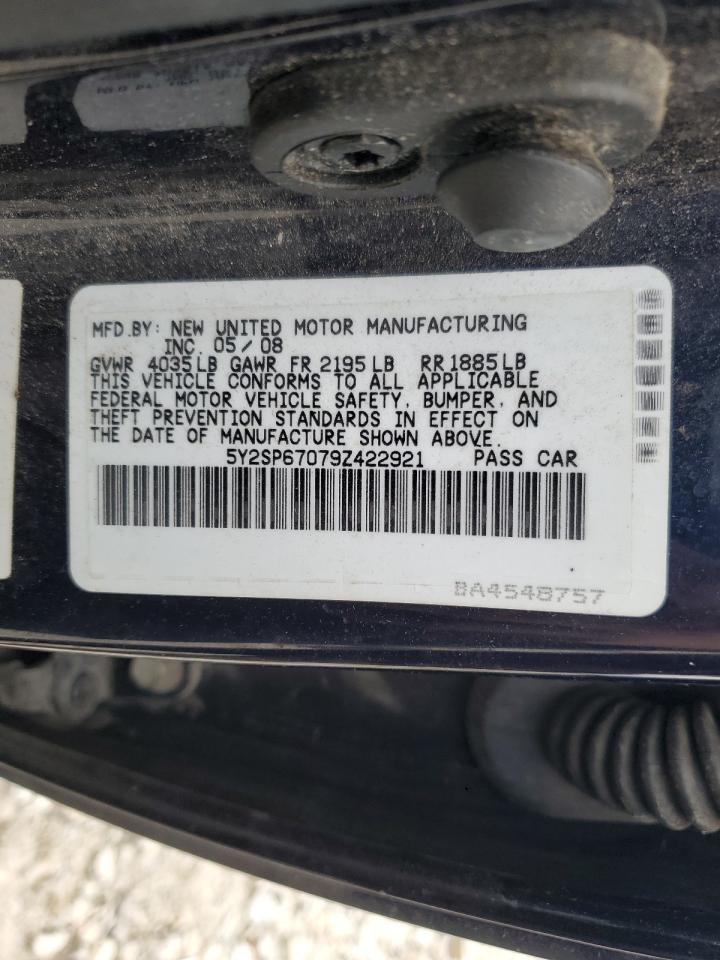 MFD.BY: NEW UNITED MOTOR MANUFACTURING
INC. 05/08
GVWR 4035LB GAWR FR 2195LB RR 1885LB
THIS VEHICLE CONFORMS TO ALL APPLICABLE
FEDERAL MOTOR VEHICLE SAFETY, BUMPER, AND
THEFT PREVENTION STANDARDS IN EFFECT ON
THE DATE OF MANUFACTURE SHOWN ABOVE.
5Y2SP67079Z422921 PASS CAR
BA4548757